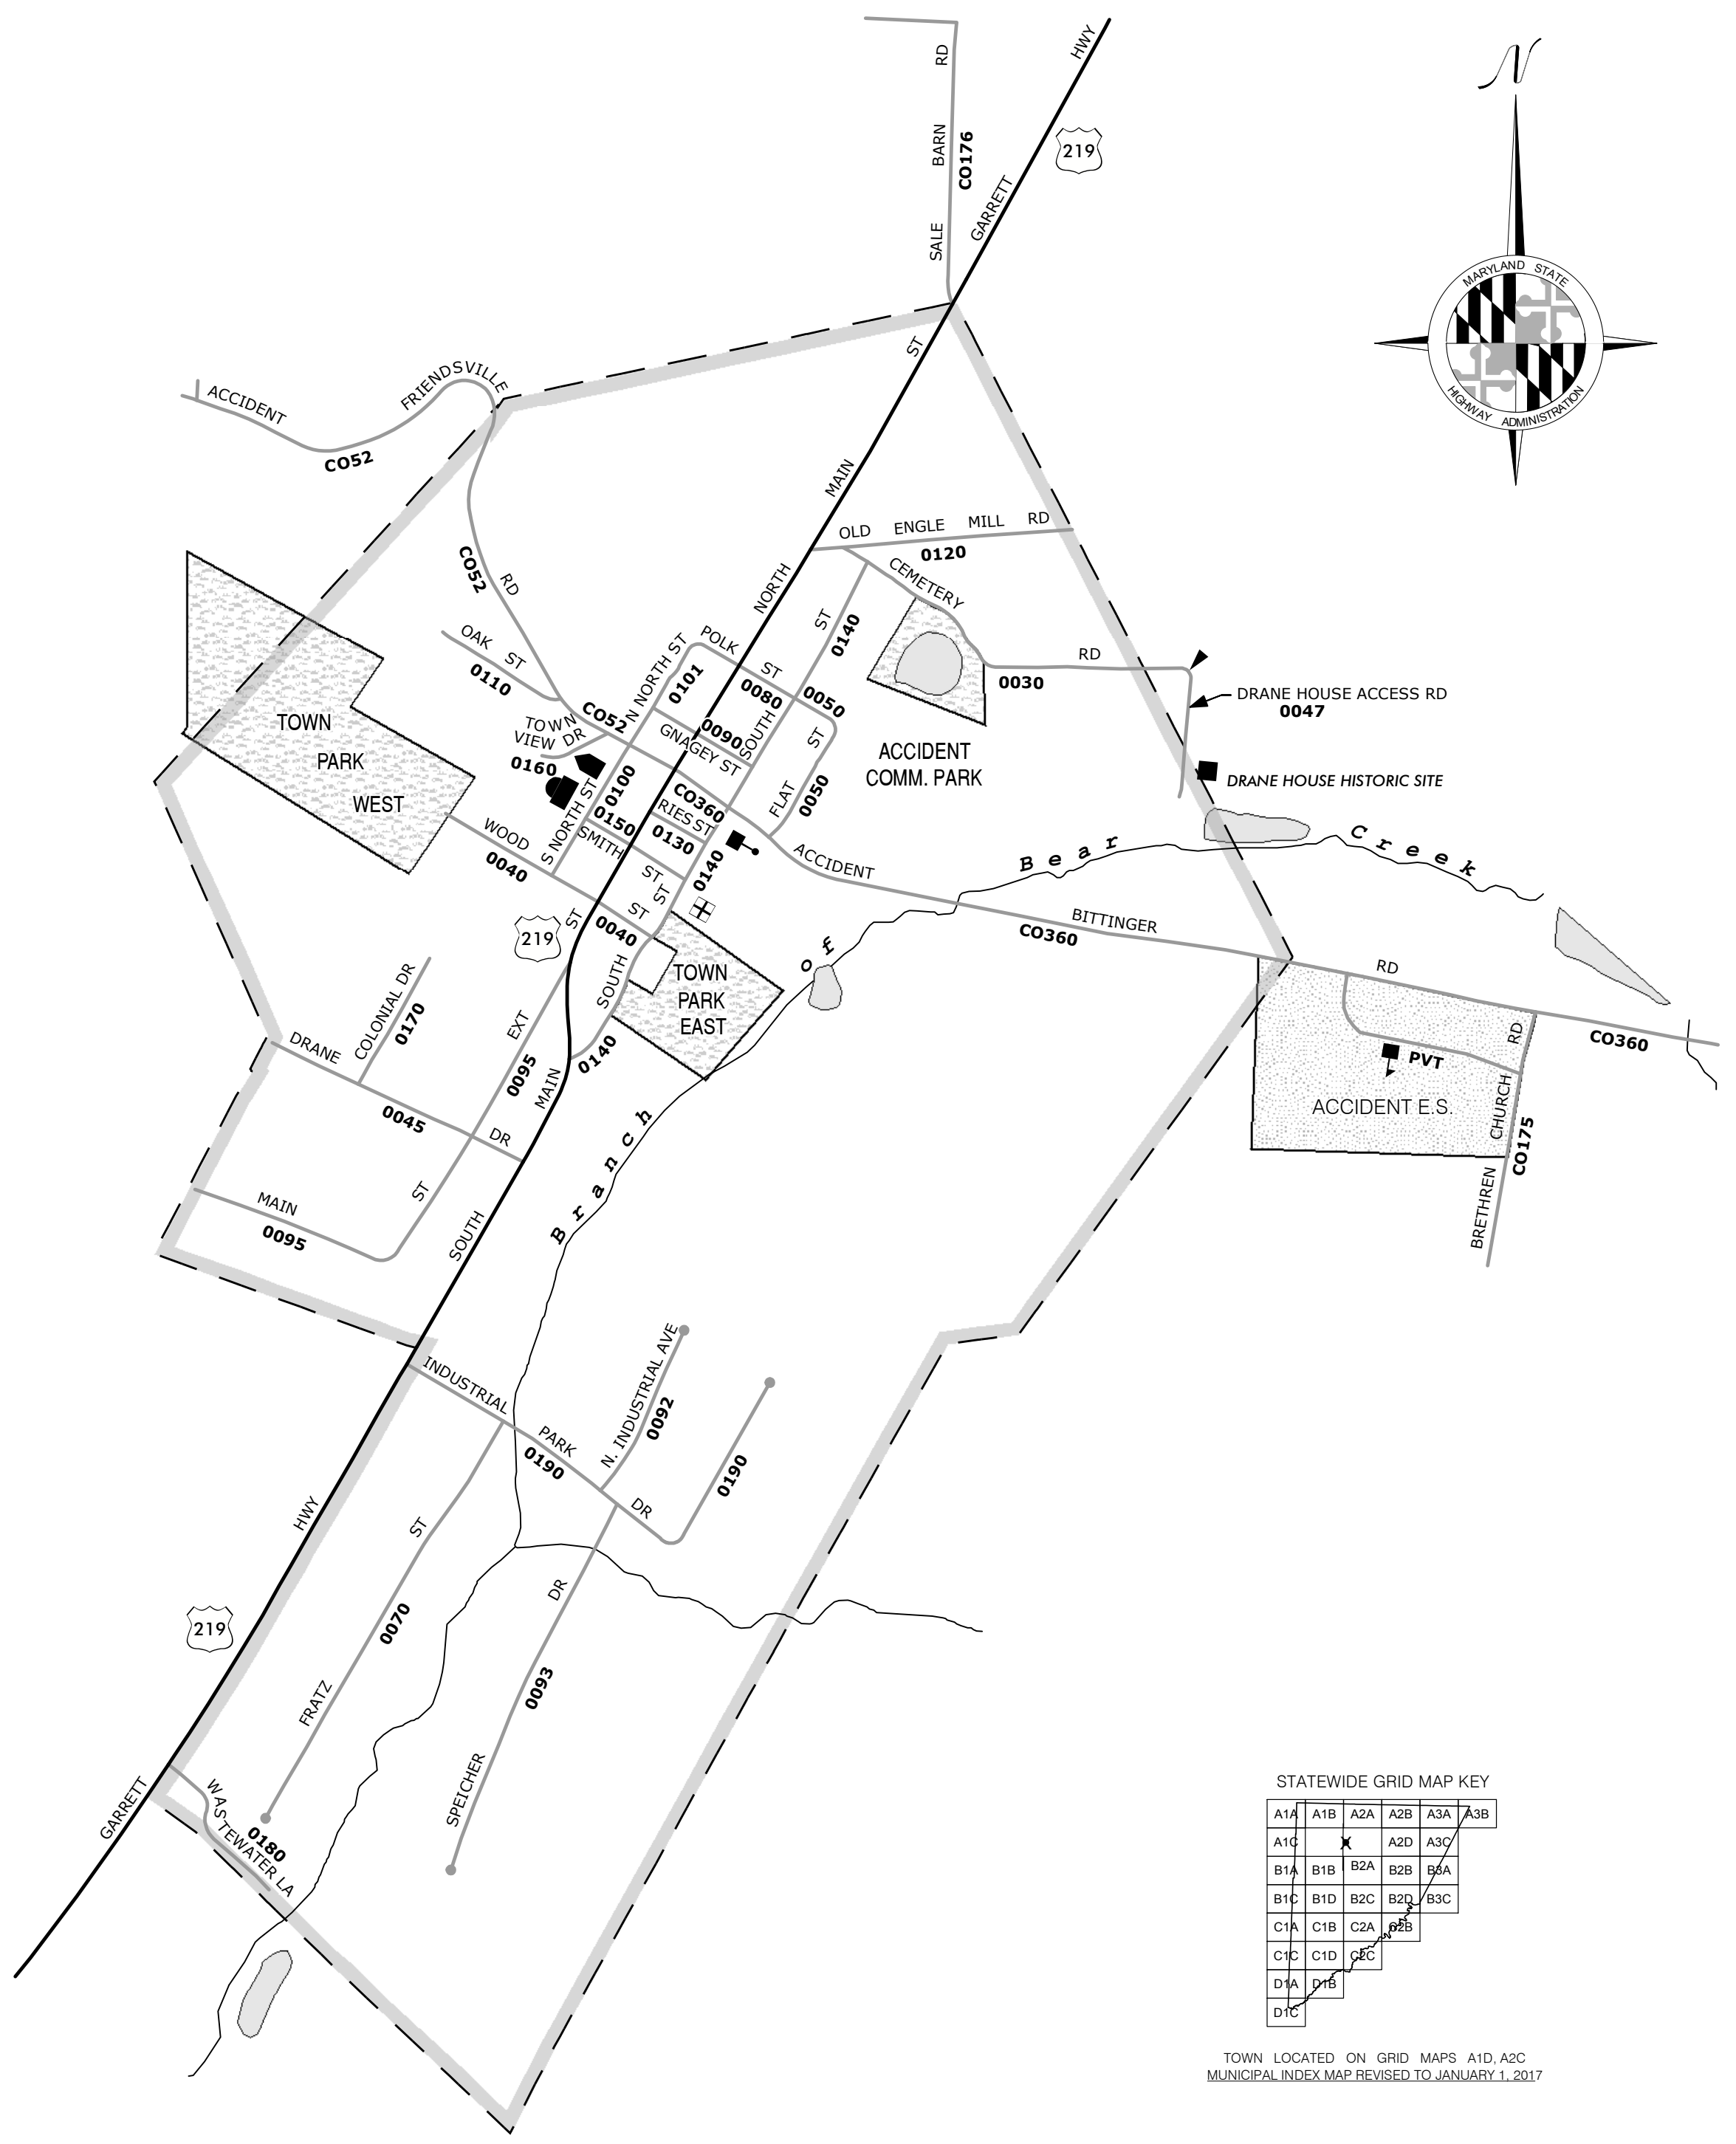 HWY
RD
BARN
CO176
SALE
219
GARRETT
N
MARYLAND STATE
HIGHWAY ADMINISTRATION
ST
MAIN
NORTH
ACCIDENT
FRIENDSVILLE
CO52
CO52
RD
OLD ENGLE MILL RD
0120
CEMETERY
RD
0030
ST
0140
OAK ST
0110
N NORTH ST
0101
POLK ST
0080
0050
FLAT ST
0050
DRANE HOUSE ACCESS RD
0047
DRANE HOUSE HISTORIC SITE
ACCIDENT
COMM. PARK
TOWN
PARK
WEST
TOWN
VIEW DR
0160
CO52
0090
GNAGEY ST
SOUTH
CO360
RIES ST
0130
0100
S NORTH ST
0150
SMITH ST
0140
ST
WOOD ST
0040
0040
ACCIDENT
BITTINGER
CO360
RD
CO360
Bear Creek
of
Branch
219
ST
TOWN
PARK
EAST
SOUTH
0140
COLONIAL DR
0170
DRANE DR
0045
EXT
0095
MAIN
ST
MAIN
0095
SOUTH
PVT
ACCIDENT E.S.
RD
CHURCH
CO175
BRETHREN
INDUSTRIAL PARK DR
0190
0190
N. INDUSTRIAL AVE
0092
HWY
219
GARRETT
FRATZ ST
0070
SPEICHER DR
0093
WASTEWATER LA
0180
STATEWIDE GRID MAP KEY
A1A A1B A2A A2B A3A A3B
A1C A2D A3C
B1A B1B B2A B2B B3A
B1C B1D B2C B2D B3C
C1A C1B C2A C2B
C1C C1D C2C
D1A D1B
D1C
TOWN LOCATED ON GRID MAPS A1D, A2C
MUNICIPAL INDEX MAP REVISED TO JANUARY 1, 2017